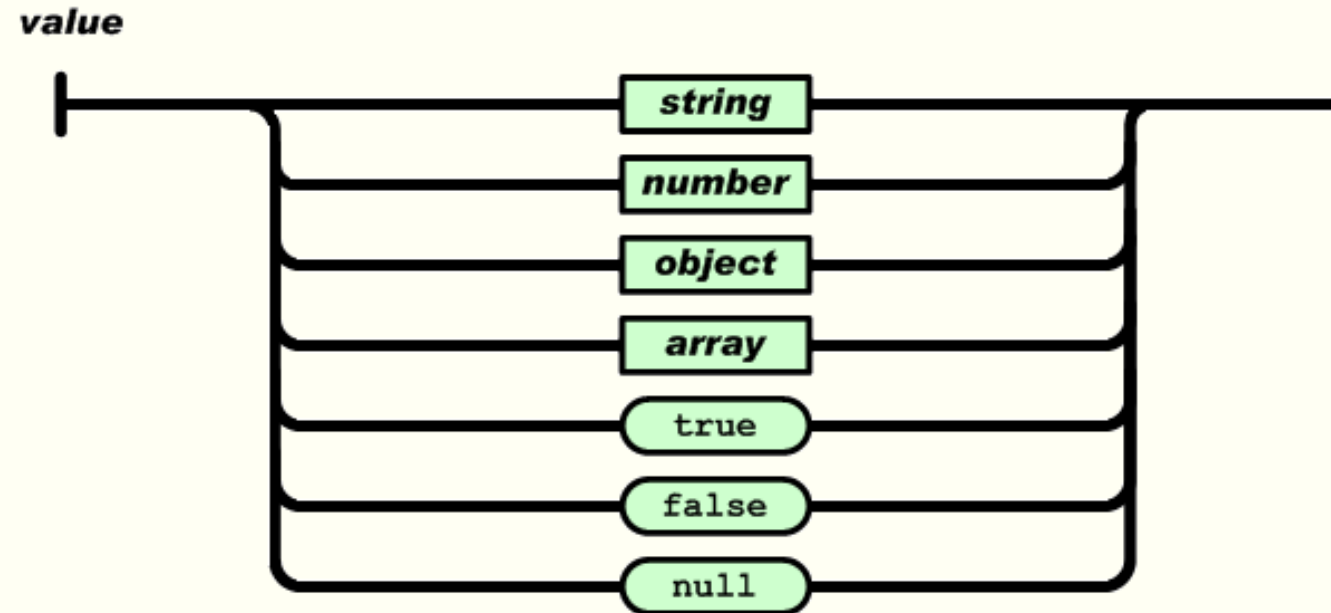 value
string
number
object
array
true
false
null